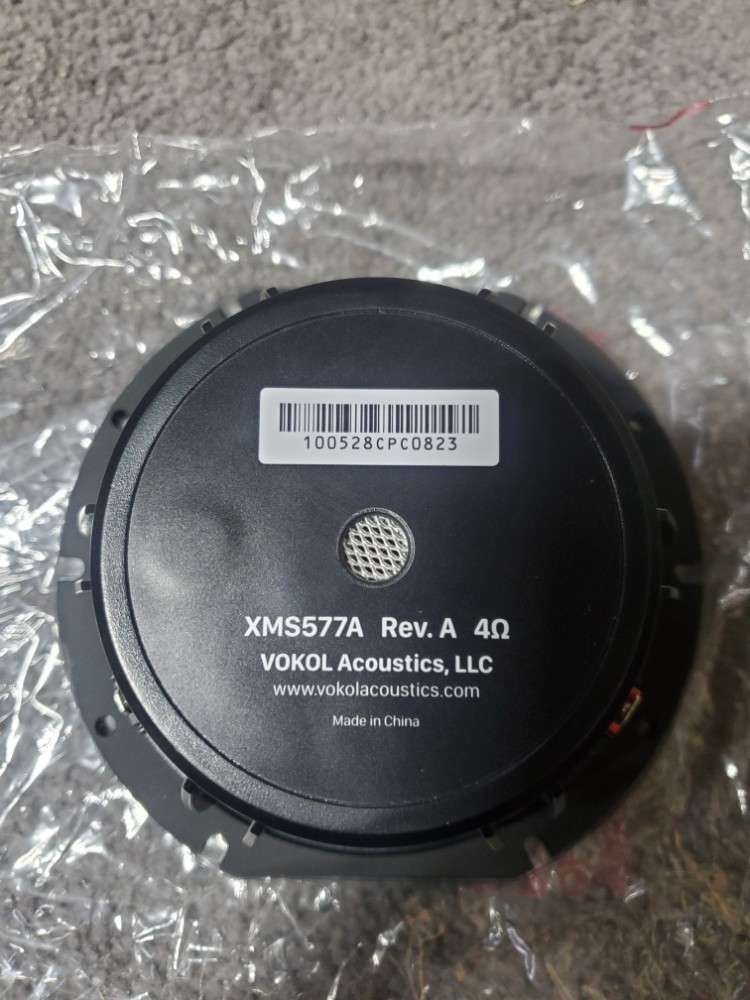 100528CPC0823
XMS577A Rev. A 4Ω
VOKOL Acoustics, LLC
www.vokolacoustics.com
Made in China